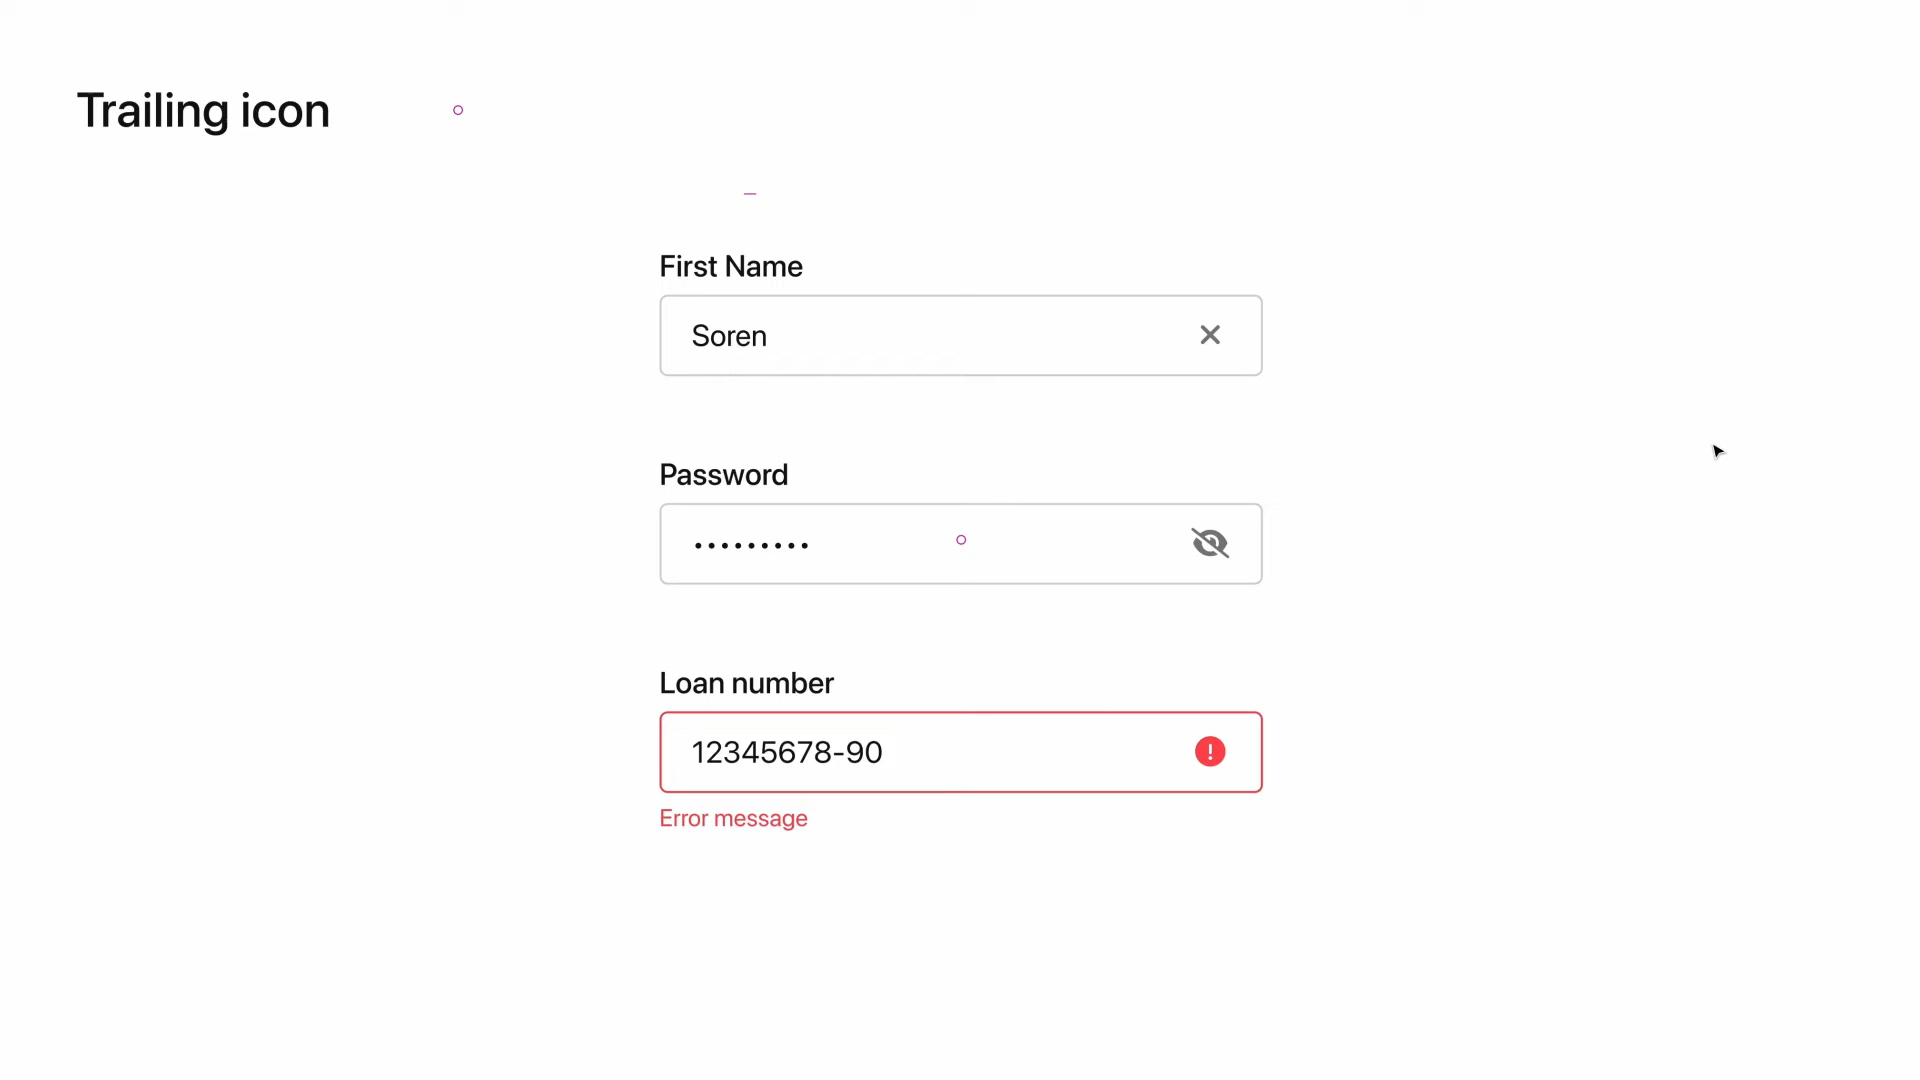 Trailing icon
First Name
Soren
Password
•••••••••
Loan number
12345678-90
Error message